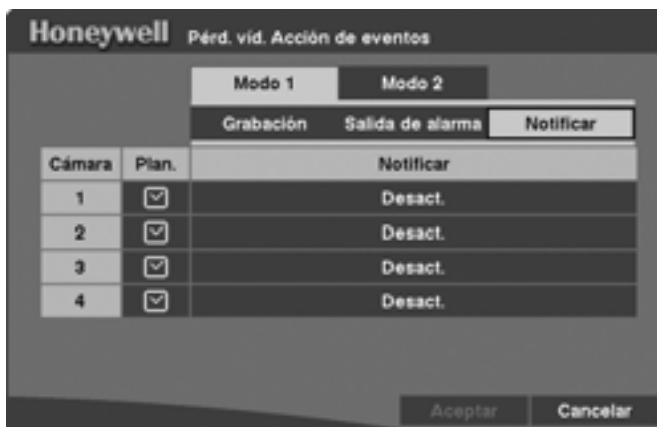 Honeywell Pérd. víd. Acción de eventos
Modo 1 Modo 2
Grabación Salida de alarma Notificar
Cámara Plan. Notificar
1 Desact.
2 Desact.
3 Desact.
4 Desact.
Aceptar Cancelar